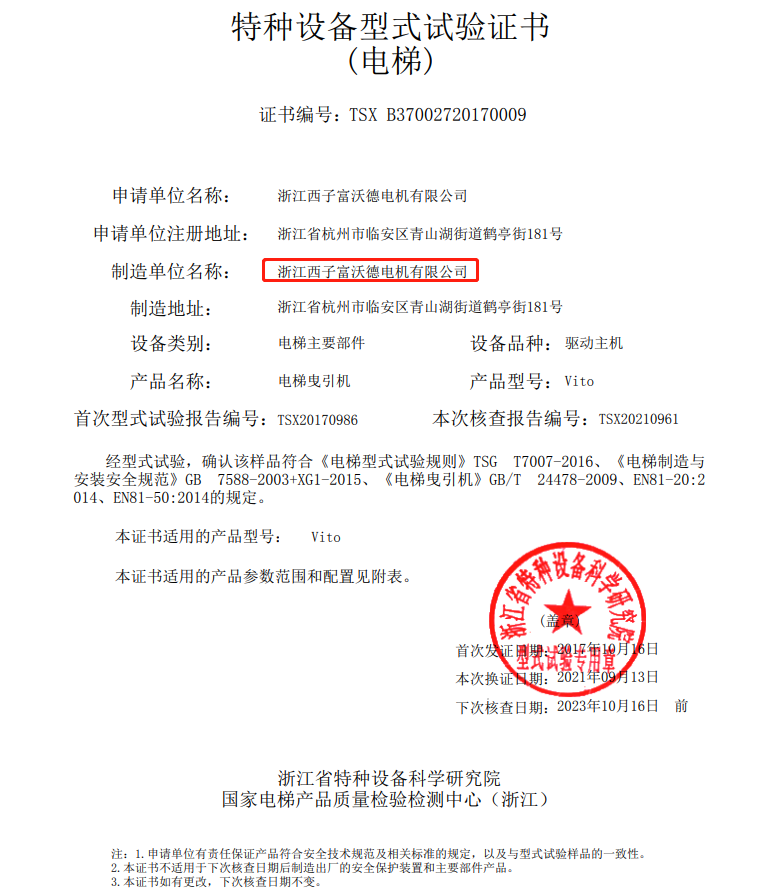 特种设备型式试验证书
(电梯)
证书编号: TSX B37002720170009
申请单位名称: 浙江西子富沃德电机有限公司
申请单位注册地址: 浙江省杭州市临安区青山湖街道鹤亭街181号
制造单位名称: 浙江西子富沃德电机有限公司
制造地址: 浙江省杭州市临安区青山湖街道鹤亭街181号
设备类别: 电梯主要部件 设备品种: 驱动主机
产品名称: 电梯曳引机 产品型号: Vito
首次型式试验报告编号: TSX20170986 本次核查报告编号: TSX20210961
经型式试验，确认该样品符合《电梯型式试验规则》TSG T7007-2016、《电梯制造与
安装安全规范》GB 7588-2003+XG1-2015、《电梯曳引机》GB/T 24478-2009、EN81-20:2
014、EN81-50:2014的规定。
本证书适用的产品型号: Vito
本证书适用的产品参数范围和配置见附表。
浙江省特种设备科学研究院
(盖章)
型式试验专用章
首次发证日期: 2017年10月16日
本次换证日期: 2021年09月13日
下次核查日期: 2023年10月16日 前
浙江省特种设备科学研究院
国家电梯产品质量检验检测中心（浙江）
注: 1.申请单位有责任保证产品符合安全技术规范及相关标准的规定，以及与型式试验样品的一致性。
2.本证书不适用于下次核查日期后制造出厂的安全保护装置和主要部件产品。
3.本证书如有更改，下次核查日期不变。